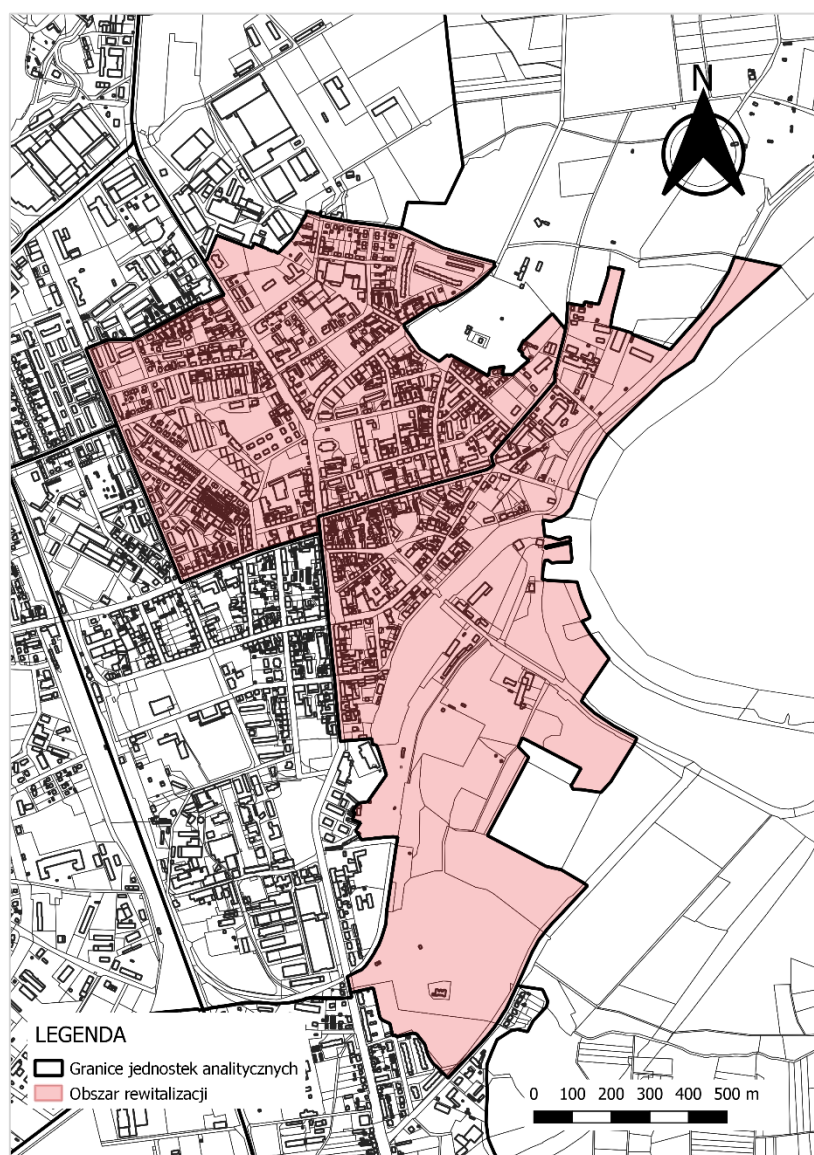 N
LEGENDA
Granice jednostek analitycznych
Obszar rewitalizacji
0 100 200 300 400 500 m